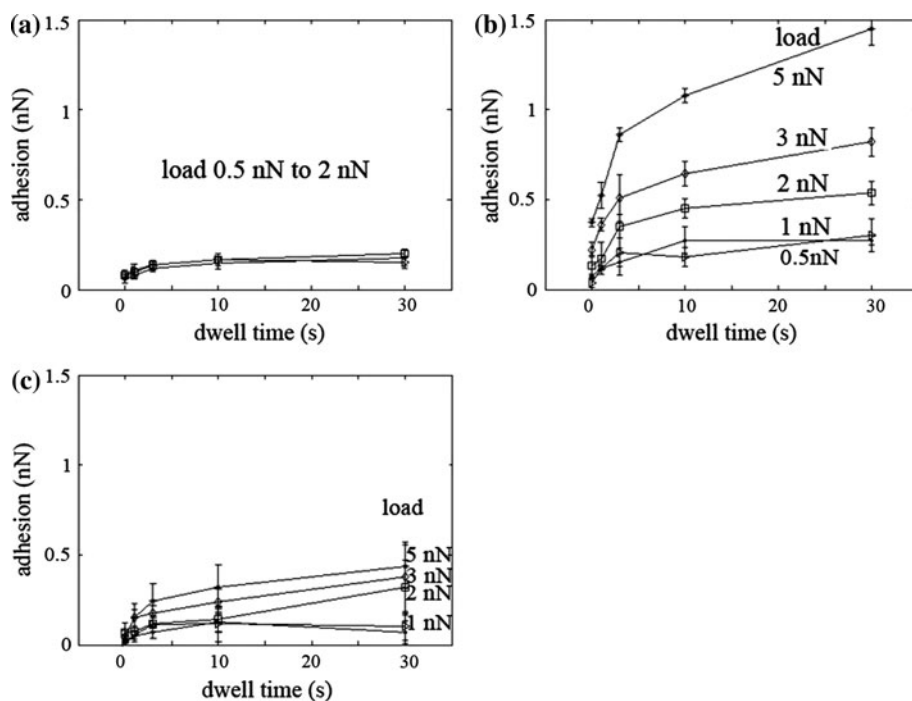 (a)
1.5
1
0.5
0
adhesion (nN)
load 0.5 nN to 2 nN
0 10 20 30
dwell time (s)
(b)
1.5
1
0.5
0
adhesion (nN)
load
5 nN
3 nN
2 nN
1 nN
0.5nN
0 10 20 30
dwell time (s)
(c)
1.5
1
0.5
0
adhesion (nN)
load
5 nN
3 nN
2 nN
1 nN
0 10 20 30
dwell time (s)